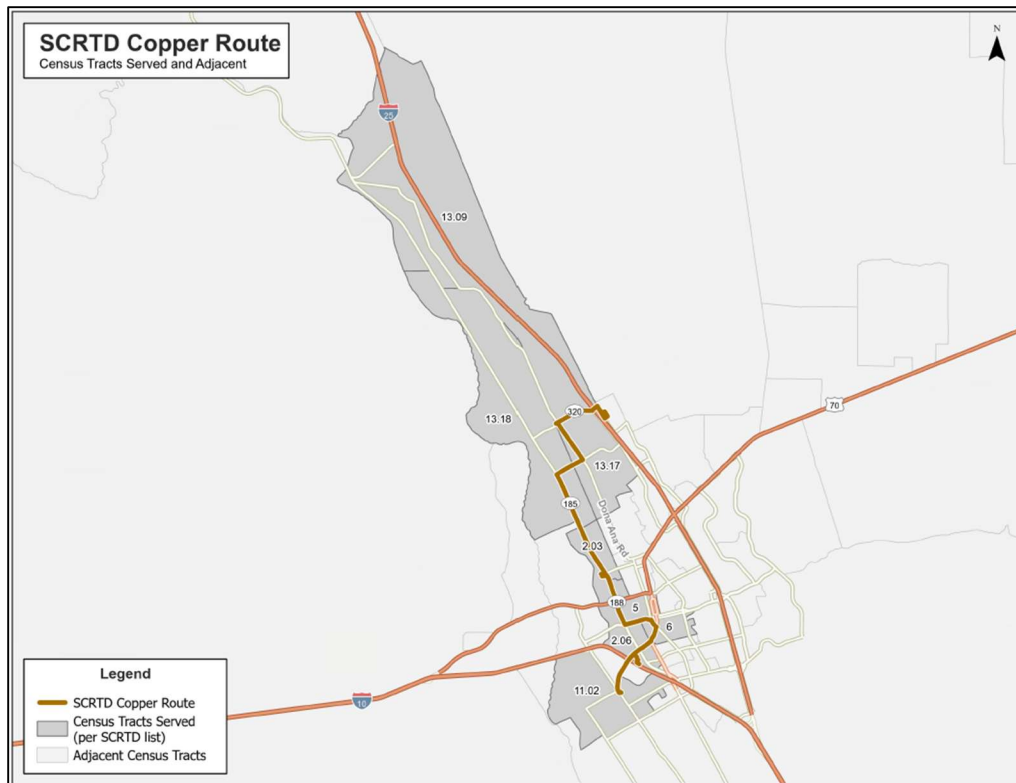 SCRTD Copper Route
Census Tracts Served and Adjacent
N
25
13.09
70
320
13.18
13.17
185
Dona Ana Rd
2.03
188
5
6
2.06
11.02
10
Legend
SCRTD Copper Route
Census Tracts Served
(per SCRTD list)
Adjacent Census Tracts